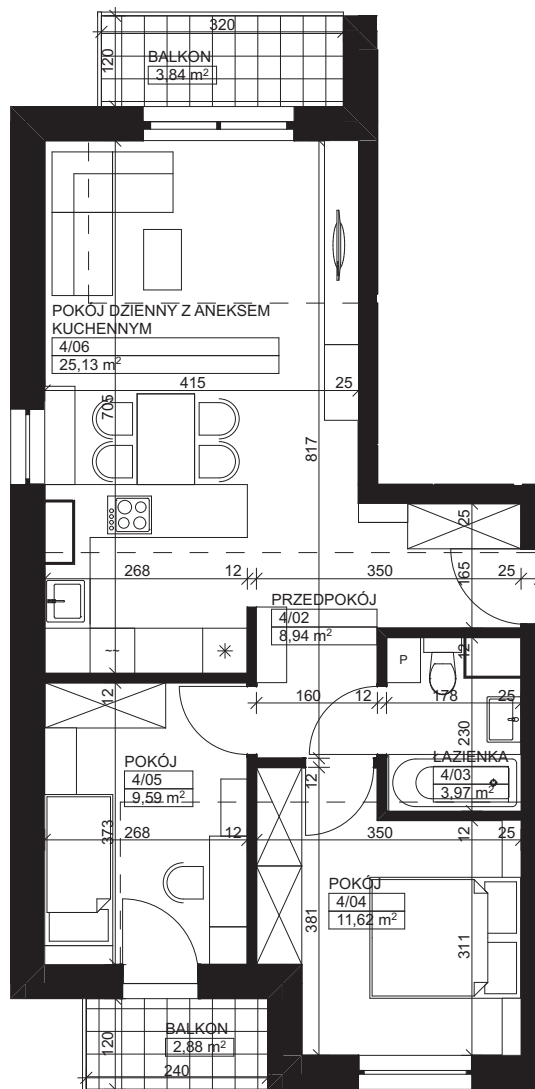 320
120
BALKON
3,84 m²
POKÓJ DZIENNY Z ANEKSEM
KUCHENNYM
4/06
25,13 m²
415
25
705
817
25
268
12
350
25
165
PRZEDPOKÓJ
4/02
8,94 m²
12
P
12
160
12
178
25
230
POKÓJ
4/05
9,59 m²
ŁAZIENKA
4/03
3,97 m²
12
373
268
12
350
12
25
POKÓJ
4/04
11,62 m²
381
311
120
BALKON
2,88 m²
240